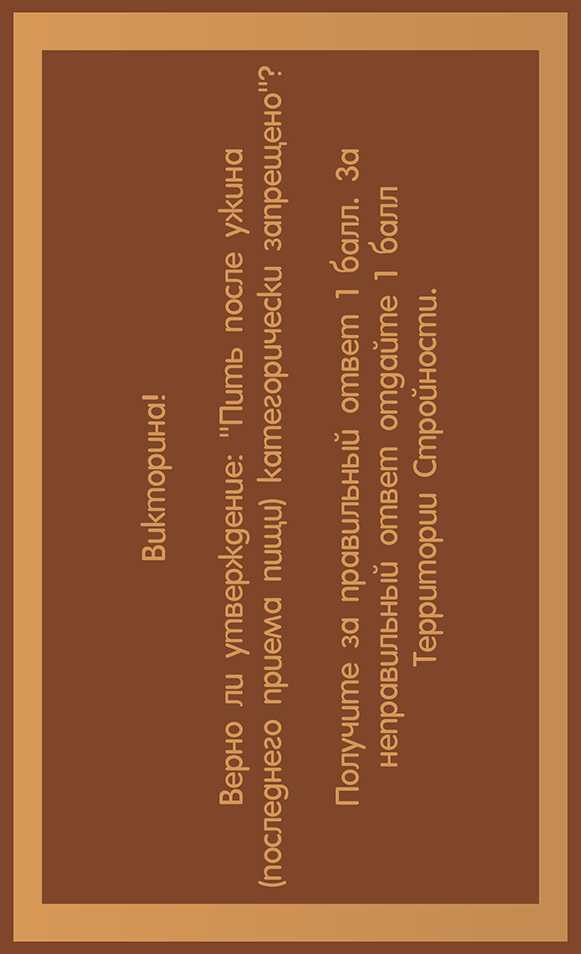 Викторина!
Верно ли утверждение: "Пить после ужина
(последнего приема пищи) категорически запрещено"?
Получите за правильный ответ 1 балл. За
неправильный ответ отдайте 1 балл
Территории Стройности.